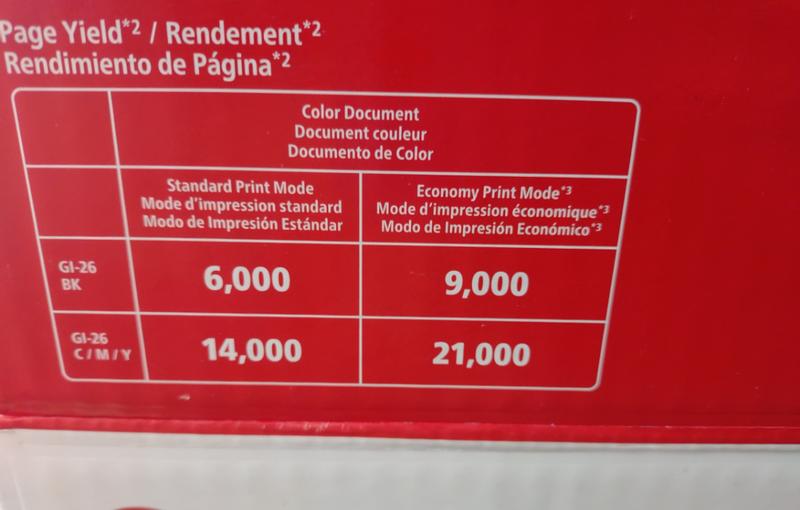 Page Yield*2 / Rendement*2
Rendimiento de Página*2
Color Document
Document couleur
Documento de Color
Standard Print Mode
Mode d'impression standard
Modo de Impresión Estándar
Economy Print Mode*3
Mode d'impression économique*3
Modo de Impresión Económico*3
GI-26
BK
6,000
9,000
GI-26
C/M/Y
14,000
21,000